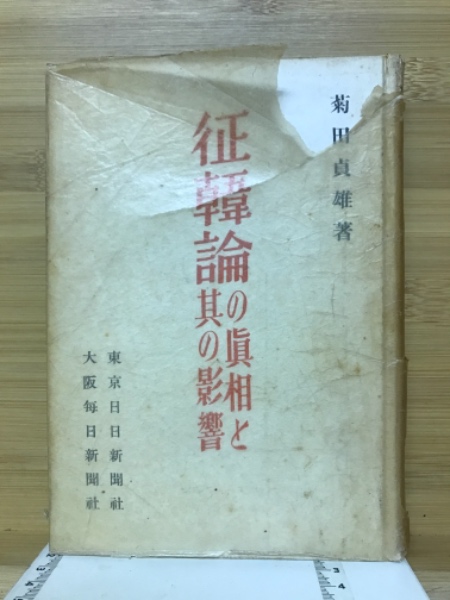 菊田貞雄著
征韓論の眞相と
其の影響
東京日日新聞社
大阪每日新聞社